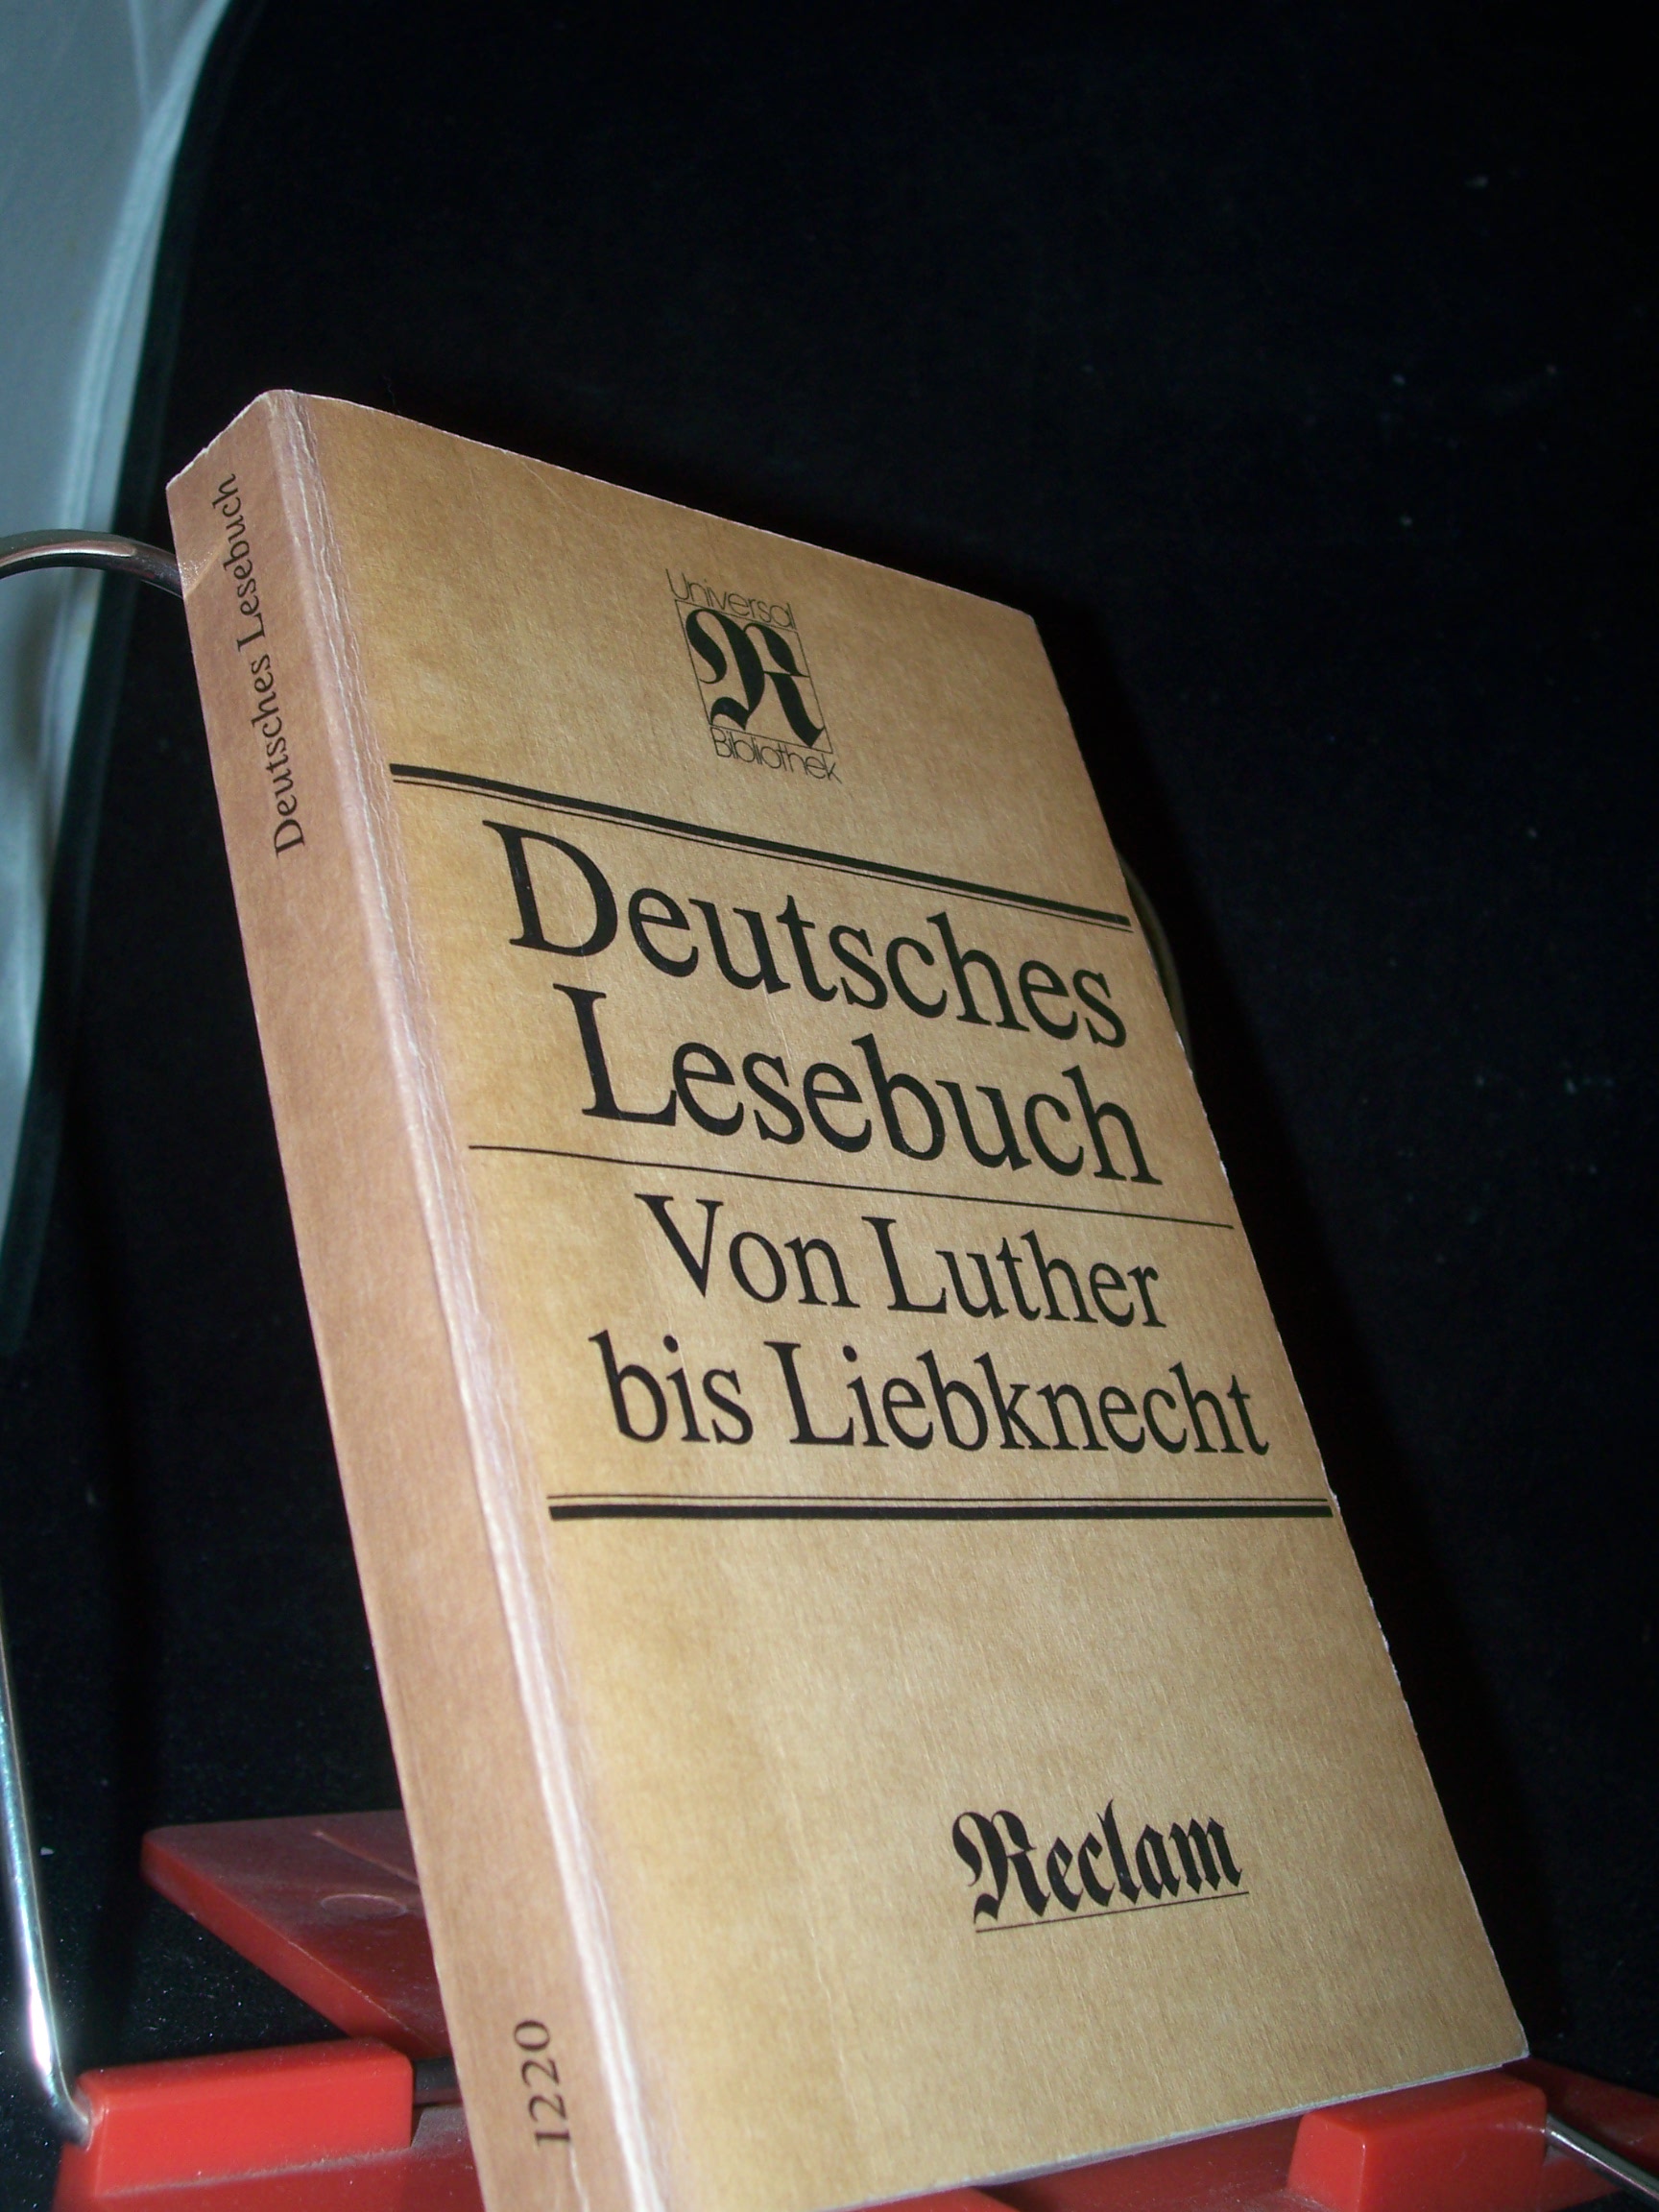 Deutsches Lesebuch
1220
Universal
R
Bibliothek
Deutsches
Lesebuch
Von Luther
bis Liebknecht
Reclam